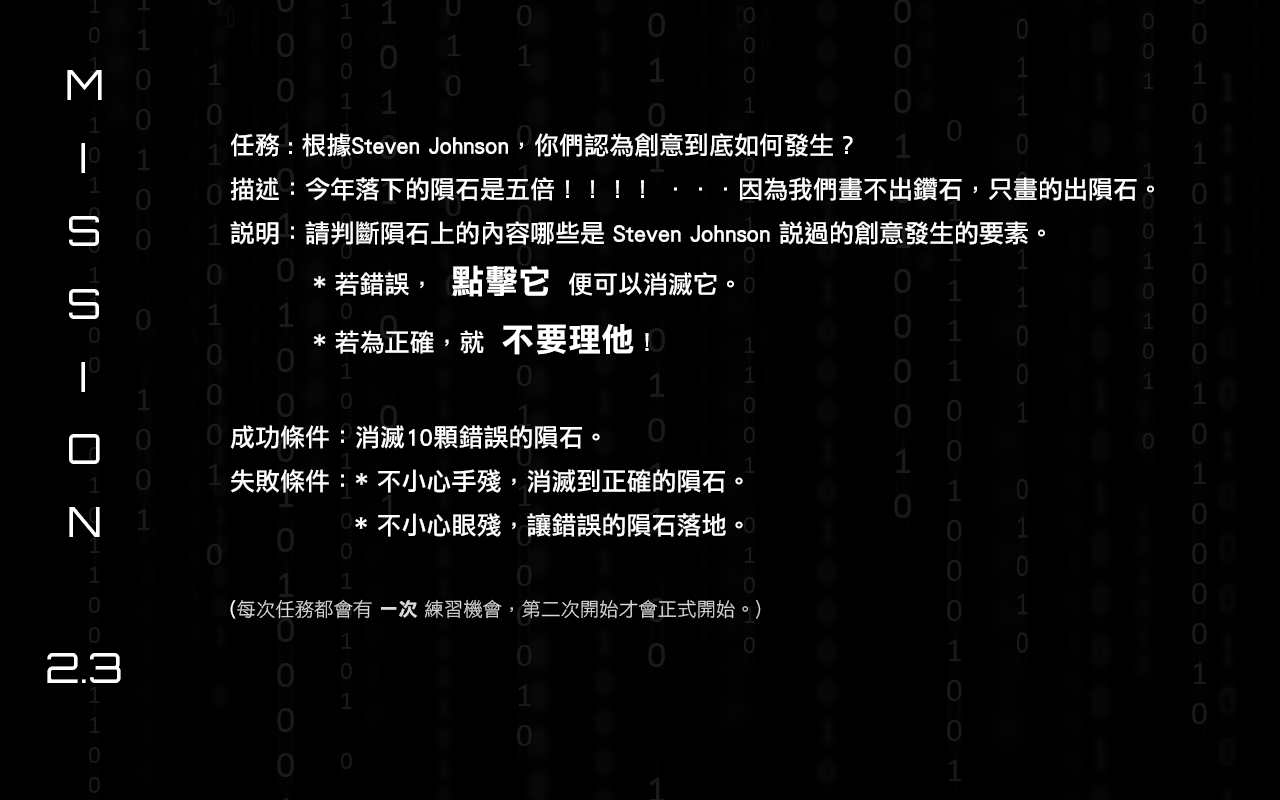 MISSION
2.3
任務：根據Steven Johnson，你們認為創意到底如何發生？
描述：今年落下的隕石是五倍！！！！ ．．．因為我們畫不出鑽石，只畫的出隕石。
説明：請判斷隕石上的內容哪些是 Steven Johnson 説過的創意發生的要素。
* 若錯誤， 點擊它 便可以消滅它。
* 若為正確，就 不要理他！
成功條件：消滅10顆錯誤的隕石。
失敗條件：* 不小心手殘，消滅到正確的隕石。
* 不小心眼殘，讓錯誤的隕石落地。
(每次任務都會有 一次 練習機會，第二次開始才會正式開始。)